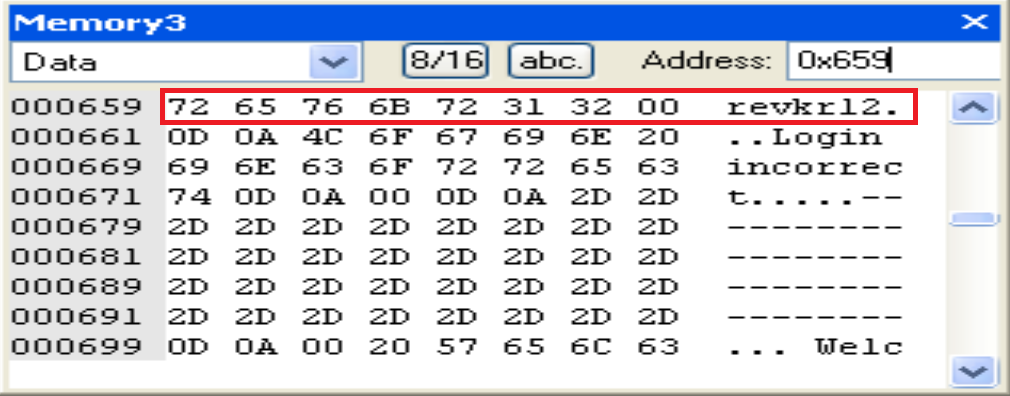 Memory3
Data 8/16 abc. Address: 0x659
000659 72 65 76 6B 72 31 32 00 revkr12.
000661 0D 0A 4C 6F 67 69 6E 20 ..Login
000669 69 6E 63 6F 72 72 65 63 incorrec
000671 74 0D 0A 00 0D 0A 2D 2D t.....--
000679 2D 2D 2D 2D 2D 2D 2D 2D --------
000681 2D 2D 2D 2D 2D 2D 2D 2D --------
000689 2D 2D 2D 2D 2D 2D 2D 2D --------
000691 2D 2D 2D 2D 2D 2D 2D 2D --------
000699 0D 0A 00 20 57 65 6C 63 ... Welc